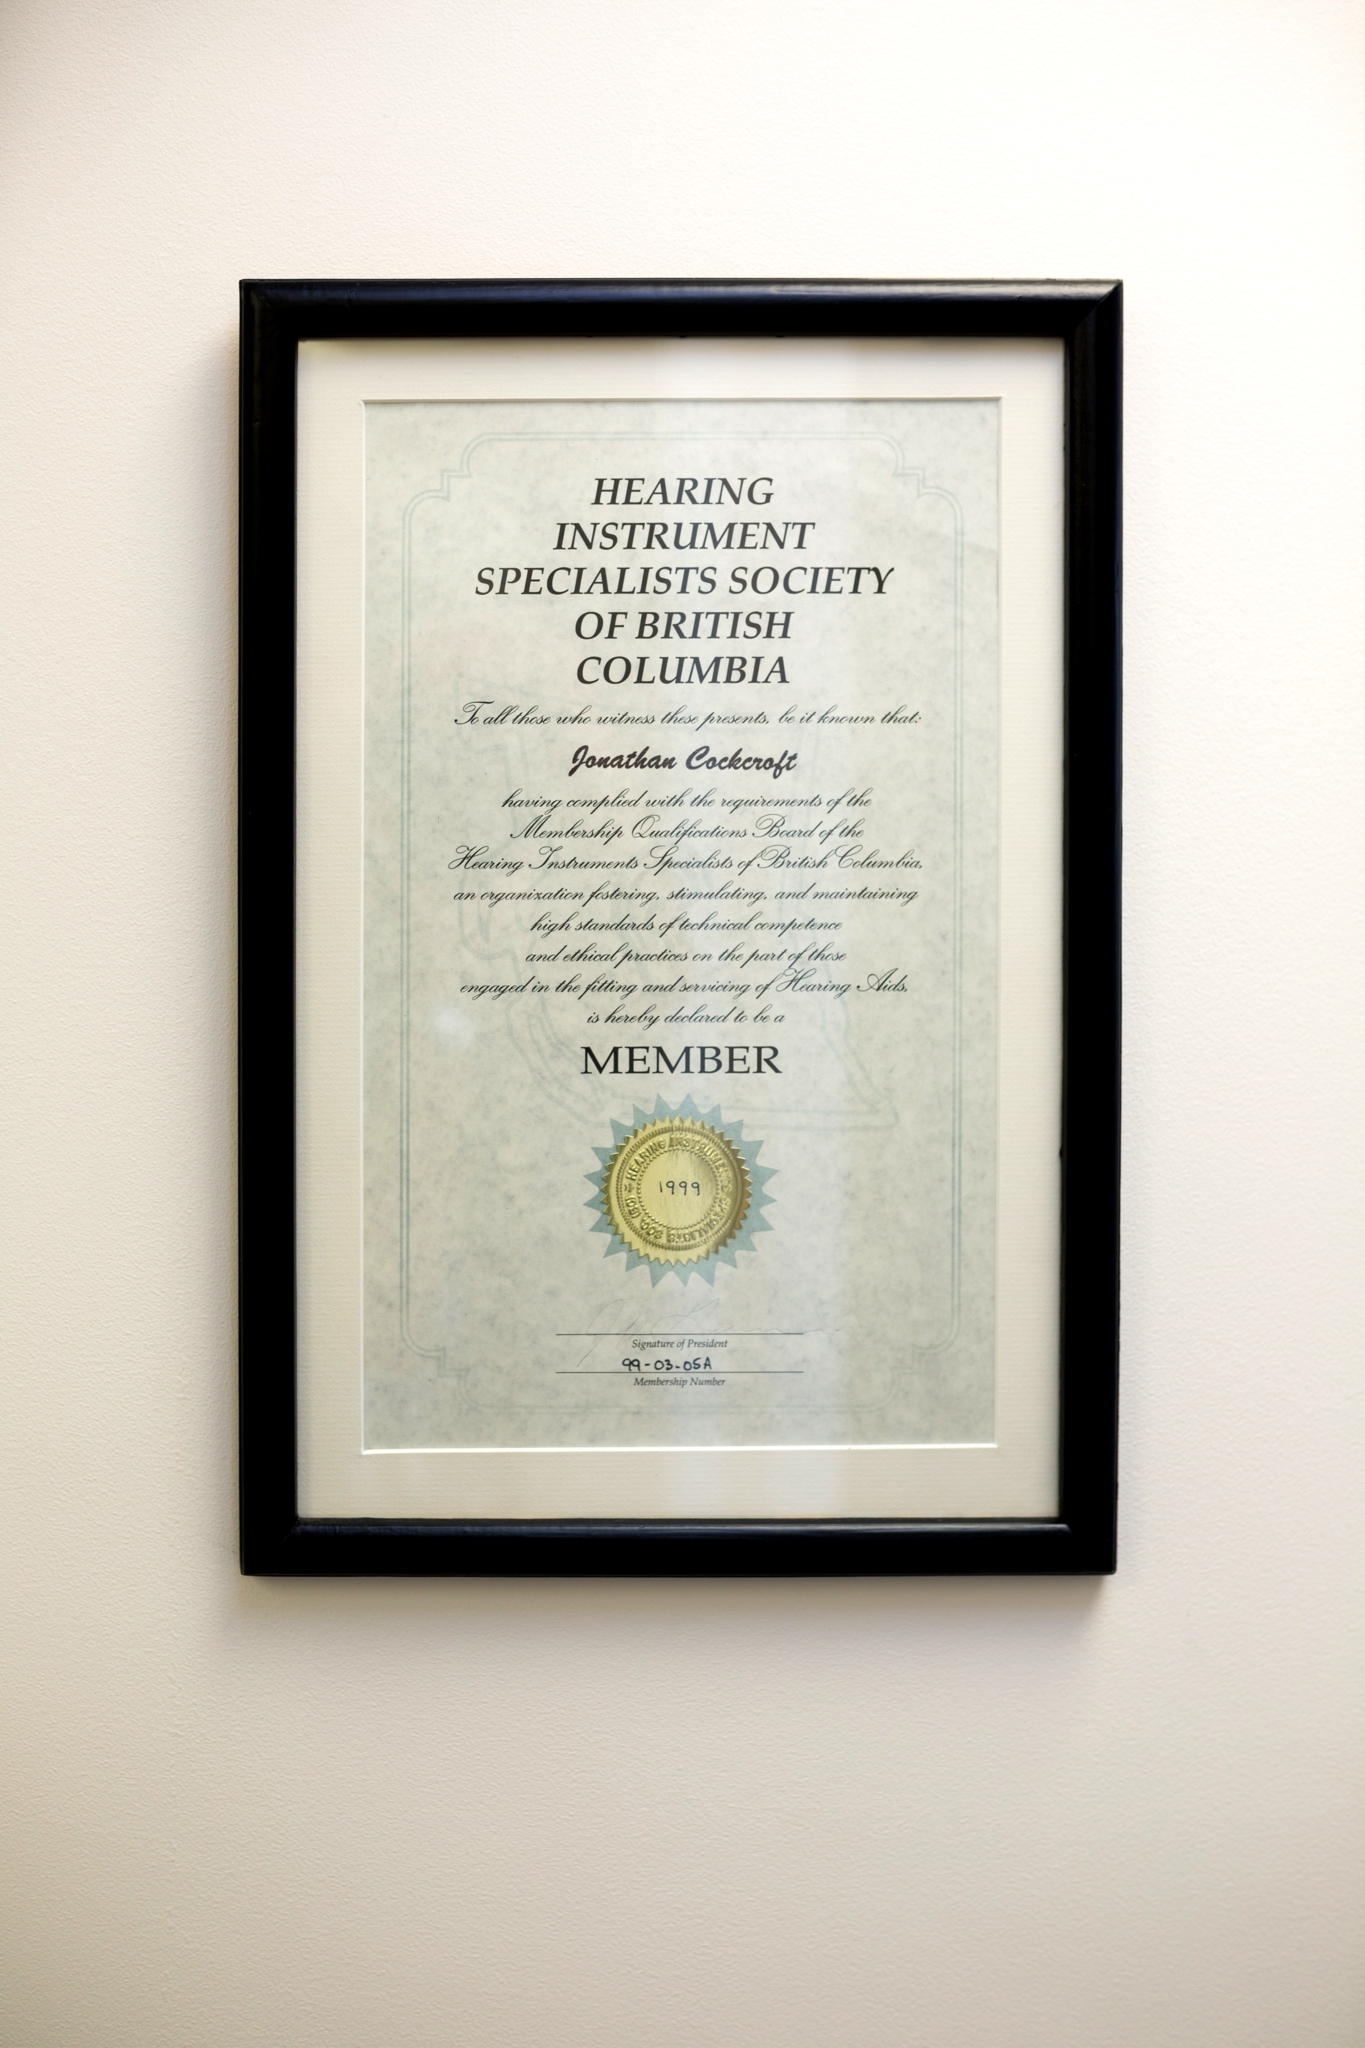 HEARING
INSTRUMENT
SPECIALISTS SOCIETY
OF BRITISH
COLUMBIA
To all those who witness these presents, be it known that:
Jonathan Cockcroft
having complied with the requirements of the
Membership Qualifications Board of the
Hearing Instruments Specialists of British Columbia,
an organization fostering, stimulating, and maintaining
high standards of technical competence
and ethical practices on the part of those
engaged in the fitting and servicing of Hearing Aids,
is hereby declared to be a
MEMBER
HEARING INSTRUMENT SPECIALISTS
1999
Signature of President
99-03-05A
Membership Number